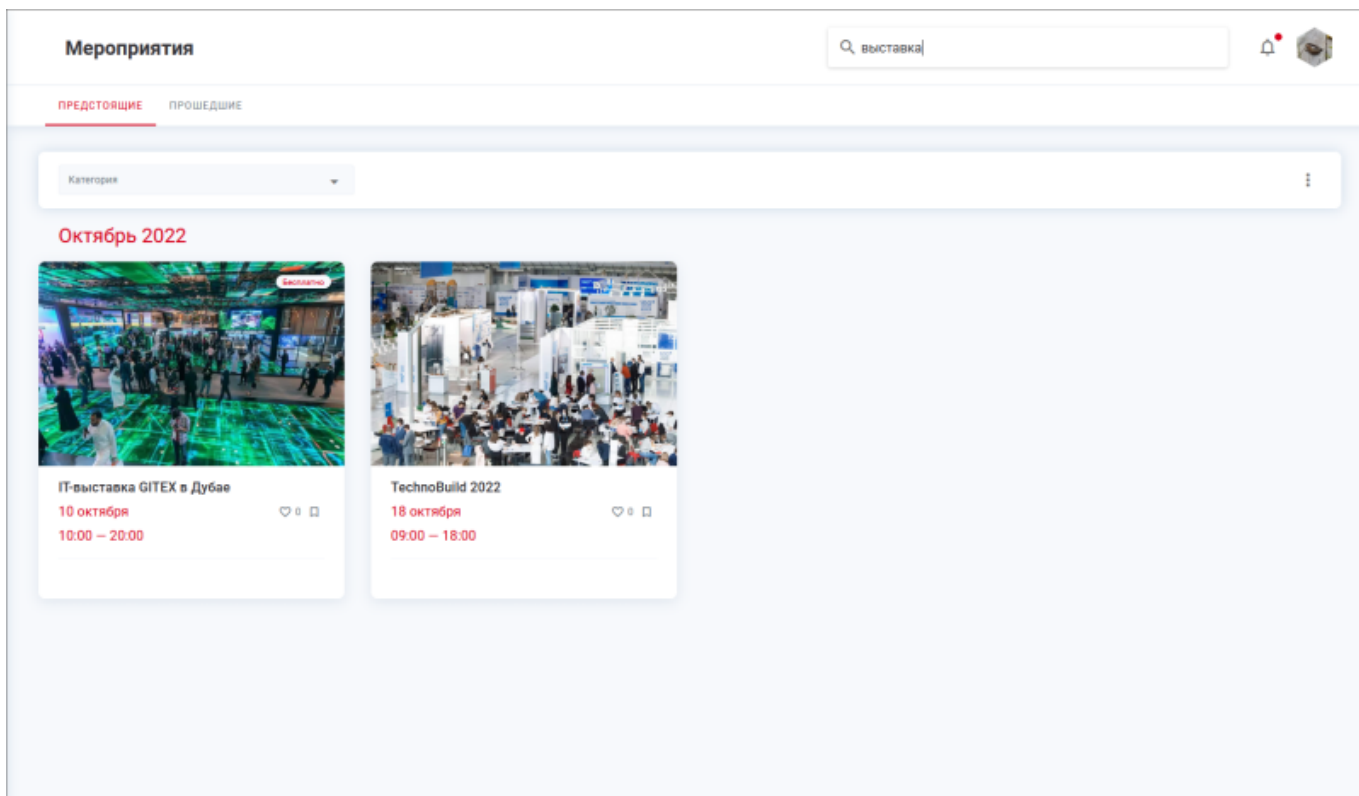 Мероприятия
выставка
ПРЕДСТОЯЩИЕ ПРОШЕДШИЕ
Категория
Октябрь 2022
Бесплатно
IT-выставка GITEX в Дубае
10 октября 0
10:00 — 20:00
TechnoBuild 2022
18 октября 0
09:00 — 18:00